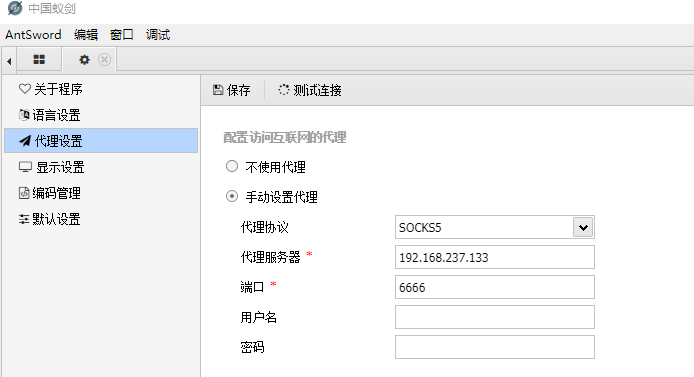 中国蚁剑
AntSword 编辑 窗口 调试
关于程序
语言设置
代理设置
显示设置
编码管理
默认设置
保存 测试连接
配置访问互联网的代理
不使用代理
手动设置代理
代理协议 SOCKS5
代理服务器 * 192.168.237.133
端口 * 6666
用户名
密码